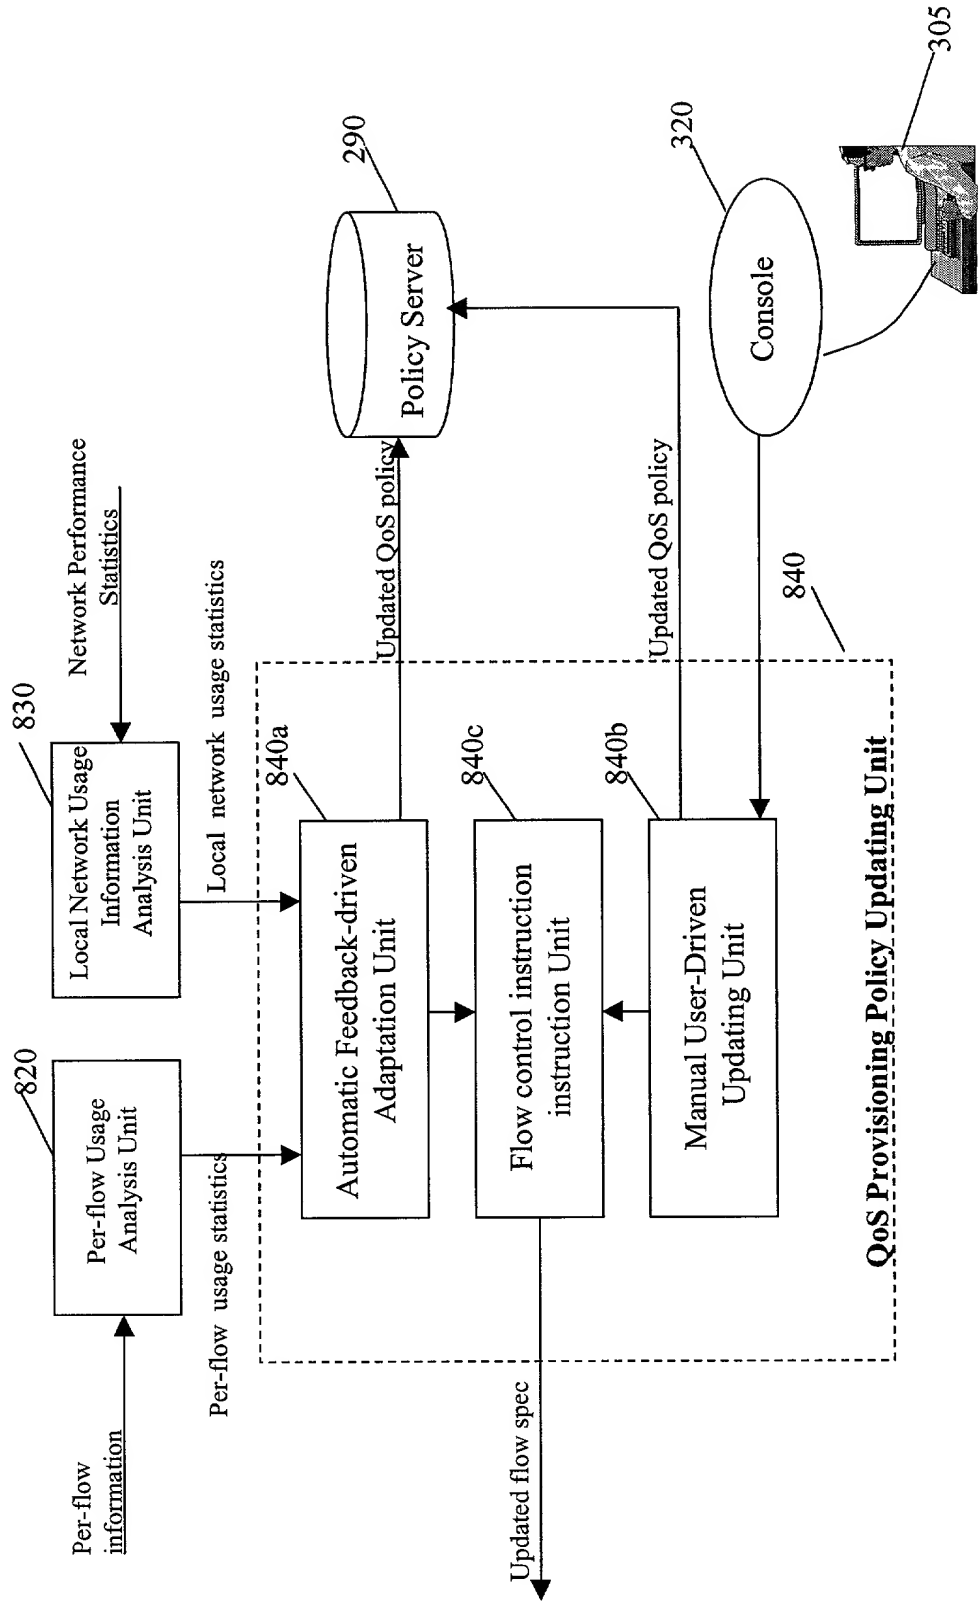 Per-flow
information
820
Per-flow Usage
Analysis Unit
830
Local Network Usage
Information
Analysis Unit
Network Performance
Statistics
Per-flow usage statistics
Local network usage statistics
840a
Automatic Feedback-driven
Adaptation Unit
Updated QoS policy
290
Policy Server
840c
Flow control instruction
instruction Unit
Updated flow spec
840b
Manual User-Driven
Updating Unit
Updated QoS policy
320
Console
840
QoS Provisioning Policy Updating Unit
305